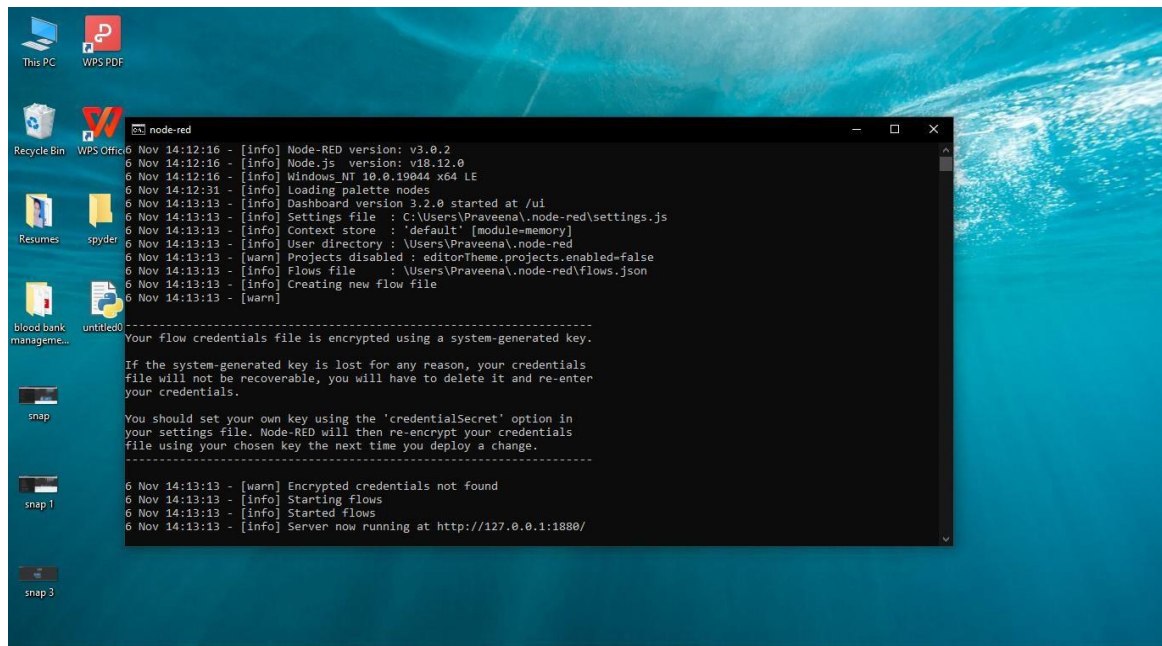 This PC
WPS PDF
Recycle Bin
WPS Offic
Resumes
spyder
blood bank
manageme...
untitled0
snap
snap 1
snap 3
node-red
6 Nov 14:12:16 - [info] Node-RED version: v3.0.2
6 Nov 14:12:16 - [info] Node.js  version: v18.12.0
6 Nov 14:12:16 - [info] Windows_NT 10.0.19044 x64 LE
6 Nov 14:12:31 - [info] Loading palette nodes
6 Nov 14:13:13 - [info] Dashboard version 3.2.0 started at /ui
6 Nov 14:13:13 - [info] Settings file  : C:\Users\Praveena\.node-red\settings.js
6 Nov 14:13:13 - [info] Context store  : 'default' [module=memory]
6 Nov 14:13:13 - [info] User directory : \Users\Praveena\.node-red
6 Nov 14:13:13 - [warn] Projects disabled : editorTheme.projects.enabled=false
6 Nov 14:13:13 - [info] Flows file     : \Users\Praveena\.node-red\flows.json
6 Nov 14:13:13 - [info] Creating new flow file
6 Nov 14:13:13 - [warn]
---------------------------------------------------------------------
Your flow credentials file is encrypted using a system-generated key.
If the system-generated key is lost for any reason, your credentials
file will not be recoverable, you will have to delete it and re-enter
your credentials.
You should set your own key using the 'credentialSecret' option in
your settings file. Node-RED will then re-encrypt your credentials
file using your chosen key the next time you deploy a change.
---------------------------------------------------------------------
6 Nov 14:13:13 - [warn] Encrypted credentials not found
6 Nov 14:13:13 - [info] Starting flows
6 Nov 14:13:13 - [info] Started flows
6 Nov 14:13:13 - [info] Server now running at http://127.0.0.1:1880/